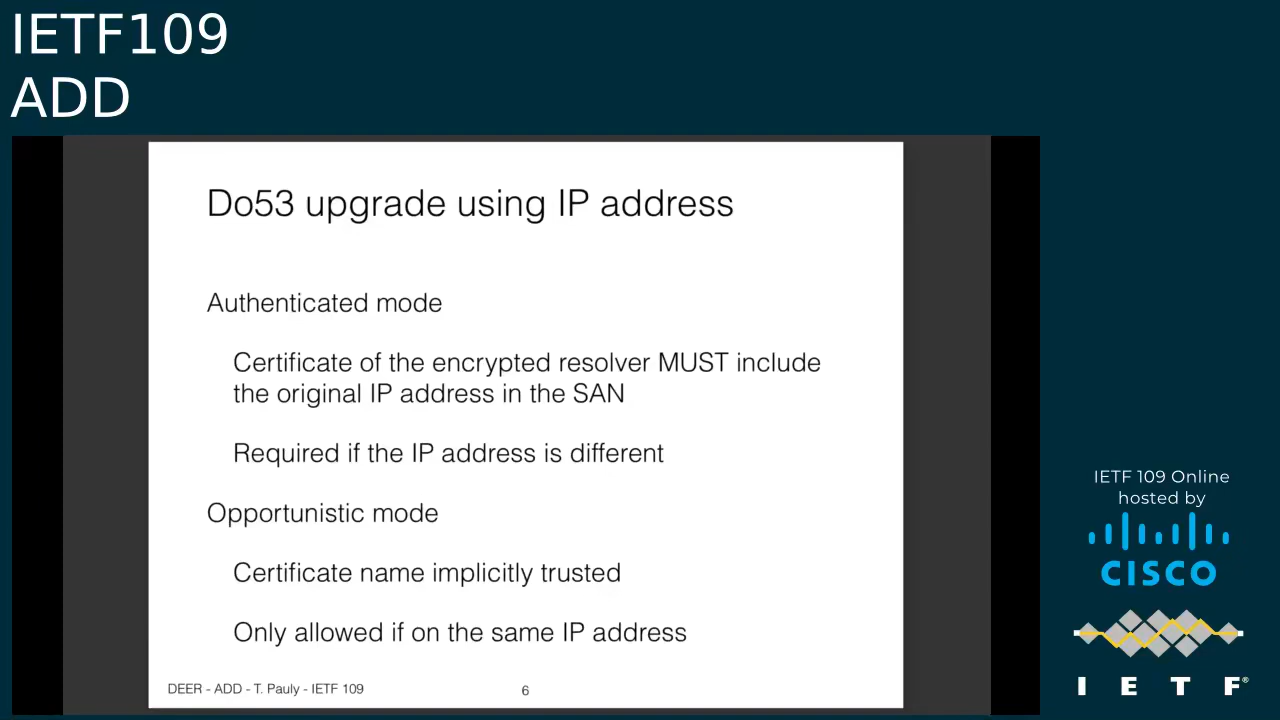 IETF109
ADD
Do53 upgrade using IP address
Authenticated mode
Certificate of the encrypted resolver MUST include
the original IP address in the SAN
Required if the IP address is different
Opportunistic mode
Certificate name implicitly trusted
Only allowed if on the same IP address
DEER - ADD - T. Pauly - IETF 109
6
IETF 109 Online
hosted by
CISCO
I E T F®